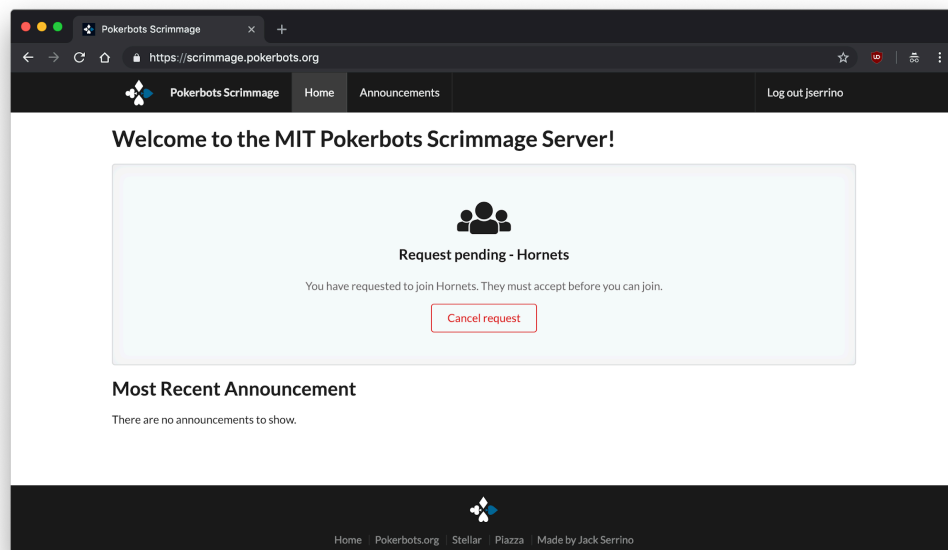 Pokerbots Scrimmage
https://scrimmage.pokerbots.org
Pokerbots Scrimmage Home Announcements Log out jserrino
Welcome to the MIT Pokerbots Scrimmage Server!
Request pending - Hornets
You have requested to join Hornets. They must accept before you can join.
Cancel request
Most Recent Announcement
There are no announcements to show.
Home | Pokerbots.org | Stellar | Piazza | Made by Jack Serrino